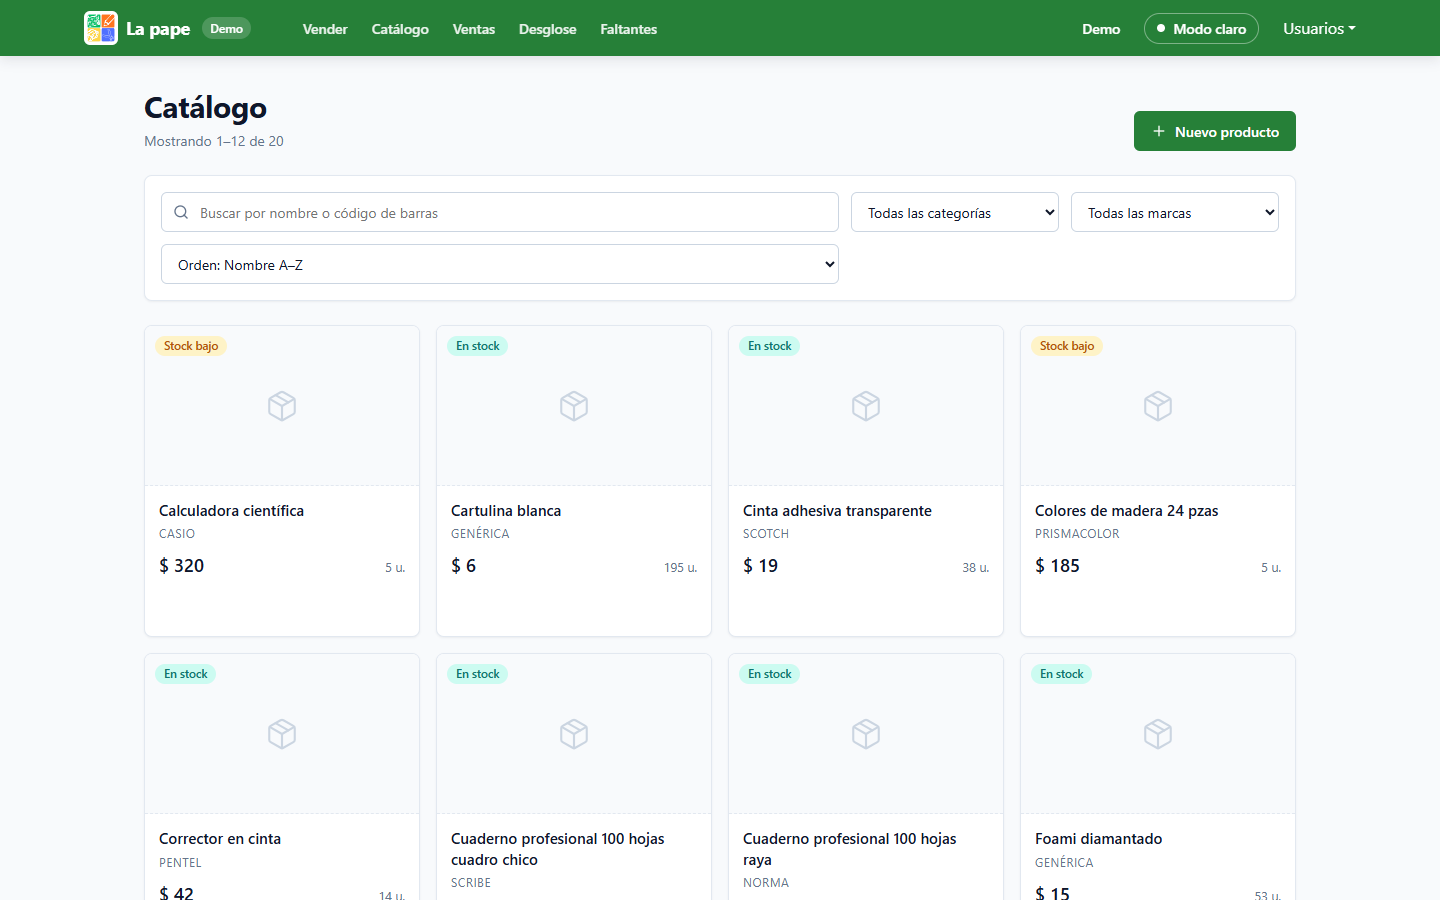 La pape Demo Vender Catálogo Ventas Desglose Faltantes Demo Modo claro Usuarios
Catálogo
Mostrando 1–12 de 20
Nuevo producto
Buscar por nombre o código de barras Todas las categorías Todas las marcas
Orden: Nombre A–Z
Stock bajo
Calculadora científica
CASIO
$ 320 5 u.
En stock
Cartulina blanca
GENÉRICA
$ 6 195 u.
En stock
Cinta adhesiva transparente
SCOTCH
$ 19 38 u.
Stock bajo
Colores de madera 24 pzas
PRISMACOLOR
$ 185 5 u.
En stock
Corrector en cinta
PENTEL
$ 42 14 u.
En stock
Cuaderno profesional 100 hojas
cuadro chico
SCRIBE
En stock
Cuaderno profesional 100 hojas
raya
NORMA
En stock
Foami diamantado
GENÉRICA
$ 15 53 u.